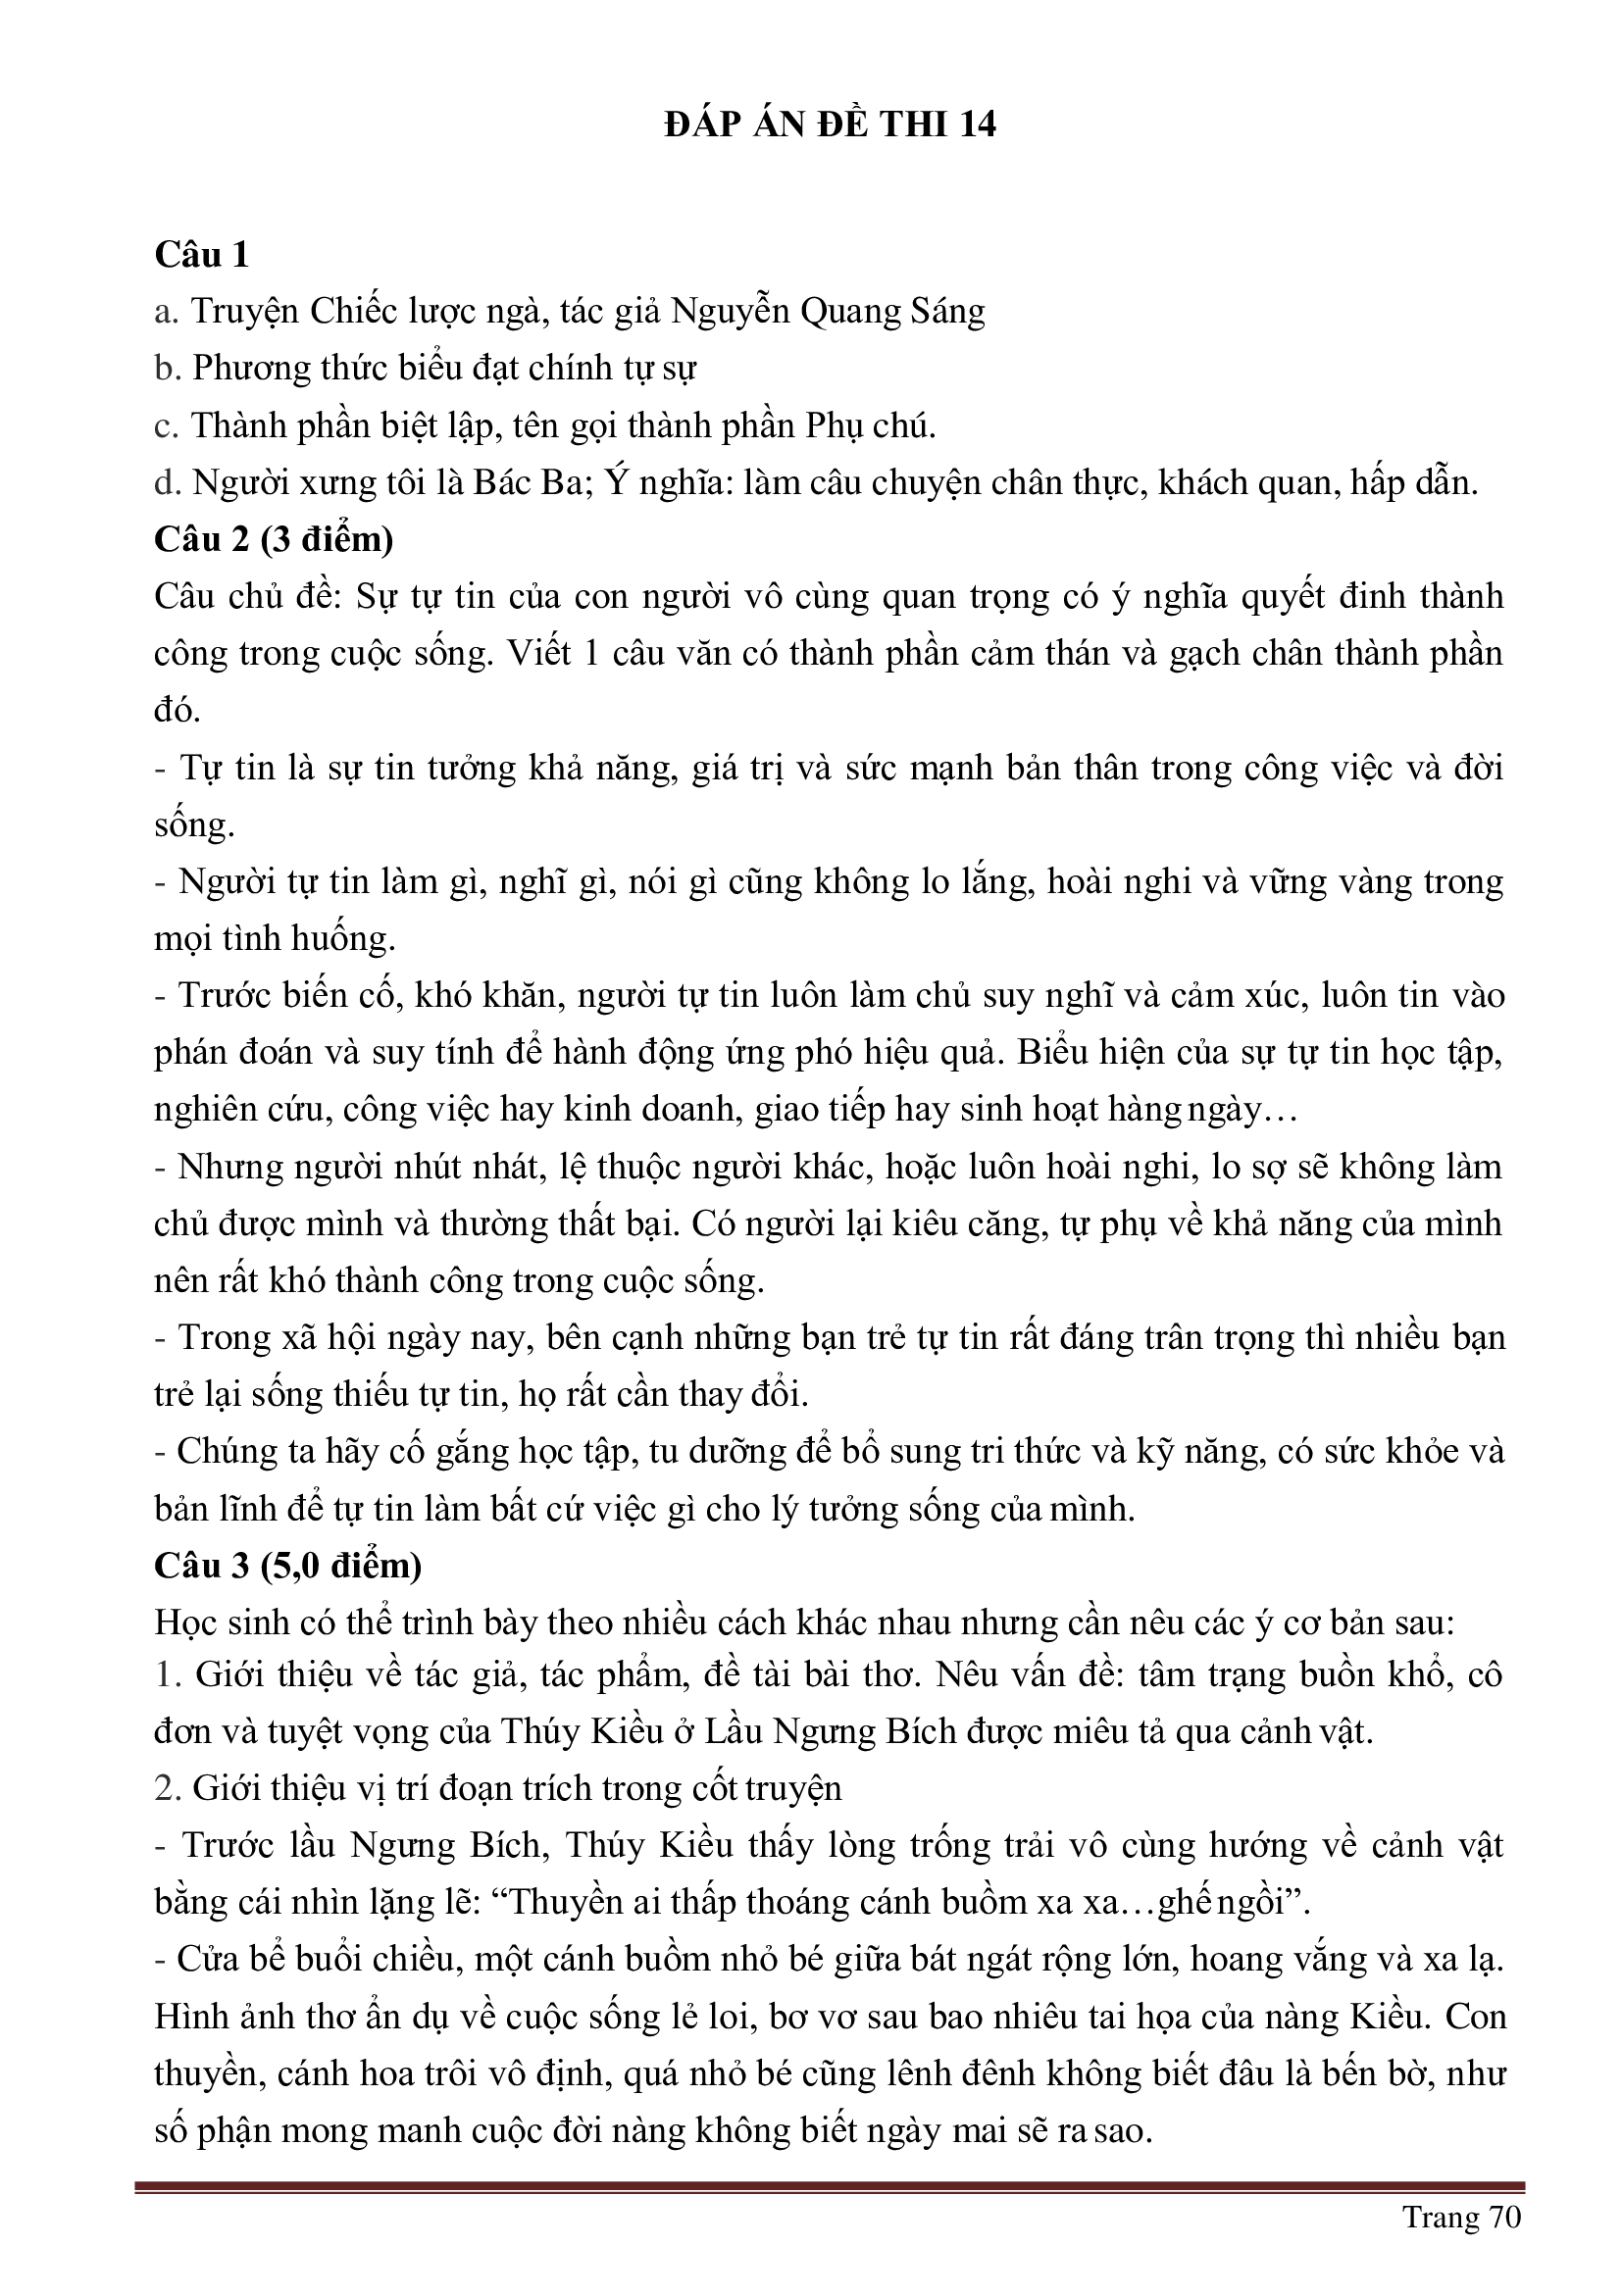 ĐÁP ÁN ĐỀ THI 14
Câu 1
a. Truyện Chiếc lược ngà, tác giả Nguyễn Quang Sáng
b. Phương thức biểu đạt chính tự sự
c. Thành phần biệt lập, tên gọi thành phần Phụ chú.
d. Người xưng tôi là Bác Ba; Ý nghĩa: làm câu chuyện chân thực, khách quan, hấp dẫn.
Câu 2 (3 điểm)
Câu chủ đề: Sự tự tin của con người vô cùng quan trọng có ý nghĩa quyết đinh thành
công trong cuộc sống. Viết 1 câu văn có thành phần cảm thán và gạch chân thành phần
đó.
- Tự tin là sự tin tưởng khả năng, giá trị và sức mạnh bản thân trong công việc và đời
sống.
- Người tự tin làm gì, nghĩ gì, nói gì cũng không lo lắng, hoài nghi và vững vàng trong
mọi tình huống.
- Trước biến cố, khó khăn, người tự tin luôn làm chủ suy nghĩ và cảm xúc, luôn tin vào
phán đoán và suy tính để hành động ứng phó hiệu quả. Biểu hiện của sự tự tin học tập,
nghiên cứu, công việc hay kinh doanh, giao tiếp hay sinh hoạt hàng ngày…
- Nhưng người nhút nhát, lệ thuộc người khác, hoặc luôn hoài nghi, lo sợ sẽ không làm
chủ được mình và thường thất bại. Có người lại kiêu căng, tự phụ về khả năng của mình
nên rất khó thành công trong cuộc sống.
- Trong xã hội ngày nay, bên cạnh những bạn trẻ tự tin rất đáng trân trọng thì nhiều bạn
trẻ lại sống thiếu tự tin, họ rất cần thay đổi.
- Chúng ta hãy cố gắng học tập, tu dưỡng để bổ sung tri thức và kỹ năng, có sức khỏe và
bản lĩnh để tự tin làm bất cứ việc gì cho lý tưởng sống của mình.
Câu 3 (5,0 điểm)
Học sinh có thể trình bày theo nhiều cách khác nhau nhưng cần nêu các ý cơ bản sau:
1. Giới thiệu về tác giả, tác phẩm, đề tài bài thơ. Nêu vấn đề: tâm trạng buồn khổ, cô
đơn và tuyệt vọng của Thúy Kiều ở Lầu Ngưng Bích được miêu tả qua cảnh vật.
2. Giới thiệu vị trí đoạn trích trong cốt truyện
- Trước lầu Ngưng Bích, Thúy Kiều thấy lòng trống trải vô cùng hướng về cảnh vật
bằng cái nhìn lặng lẽ: “Thuyền ai thấp thoáng cánh buồm xa xa…ghế ngồi”.
- Cửa bể buổi chiều, một cánh buồm nhỏ bé giữa bát ngát rộng lớn, hoang vắng và xa lạ.
Hình ảnh thơ ẩn dụ về cuộc sống lẻ loi, bơ vơ sau bao nhiêu tai họa của nàng Kiều. Con
thuyền, cánh hoa trôi vô định, quá nhỏ bé cũng lênh đênh không biết đâu là bến bờ, như
số phận mong manh cuộc đời nàng không biết ngày mai sẽ ra sao.
Trang 70